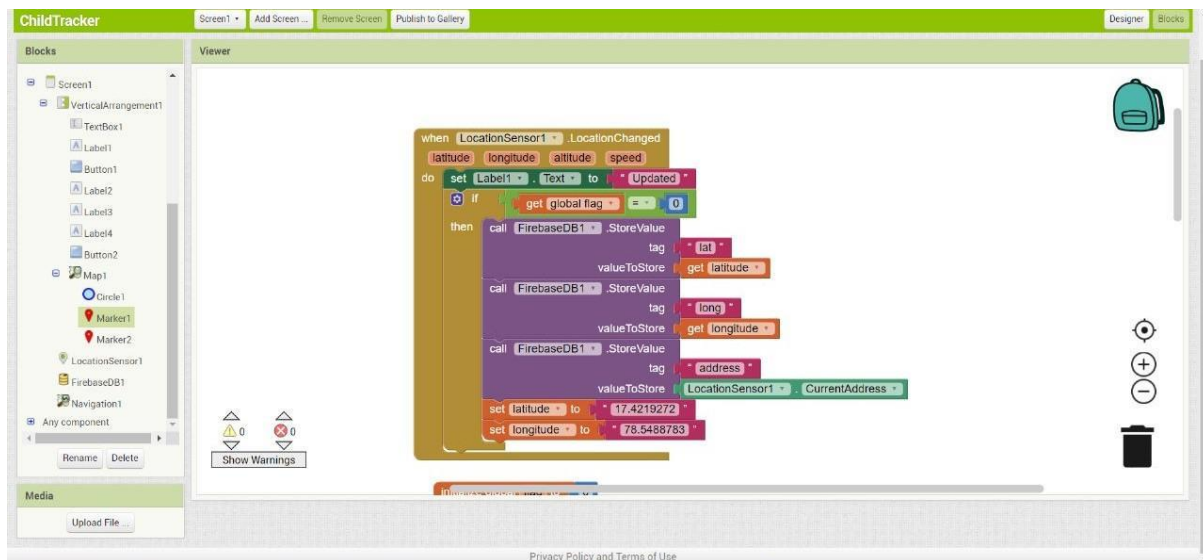 ChildTracker
Screen1
Add Screen ...
Remove Screen
Publish to Gallery
Designer
Blocks
Blocks
Viewer
Screen1
VerticalArrangement1
TextBox1
Label1
Button1
Label2
Label3
Label4
Button2
Map1
Circle1
Marker1
Marker2
LocationSensor1
FirebaseDB1
Navigation1
Any component
Rename Delete
Media
Upload File ...
when LocationSensor1 .LocationChanged
latitude longitude altitude speed
do set Label1 . Text to " Updated "
if get global flag = 0
then call FirebaseDB1 .StoreValue
tag " lat "
valueToStore get latitude
call FirebaseDB1 .StoreValue
tag " long "
valueToStore get longitude
call FirebaseDB1 .StoreValue
tag " address "
valueToStore LocationSensor1 . CurrentAddress
set latitude to " 17.4219272 "
set longitude to " 78.5488783 "
0 0
Show Warnings
Privacy Policy and Terms of Use